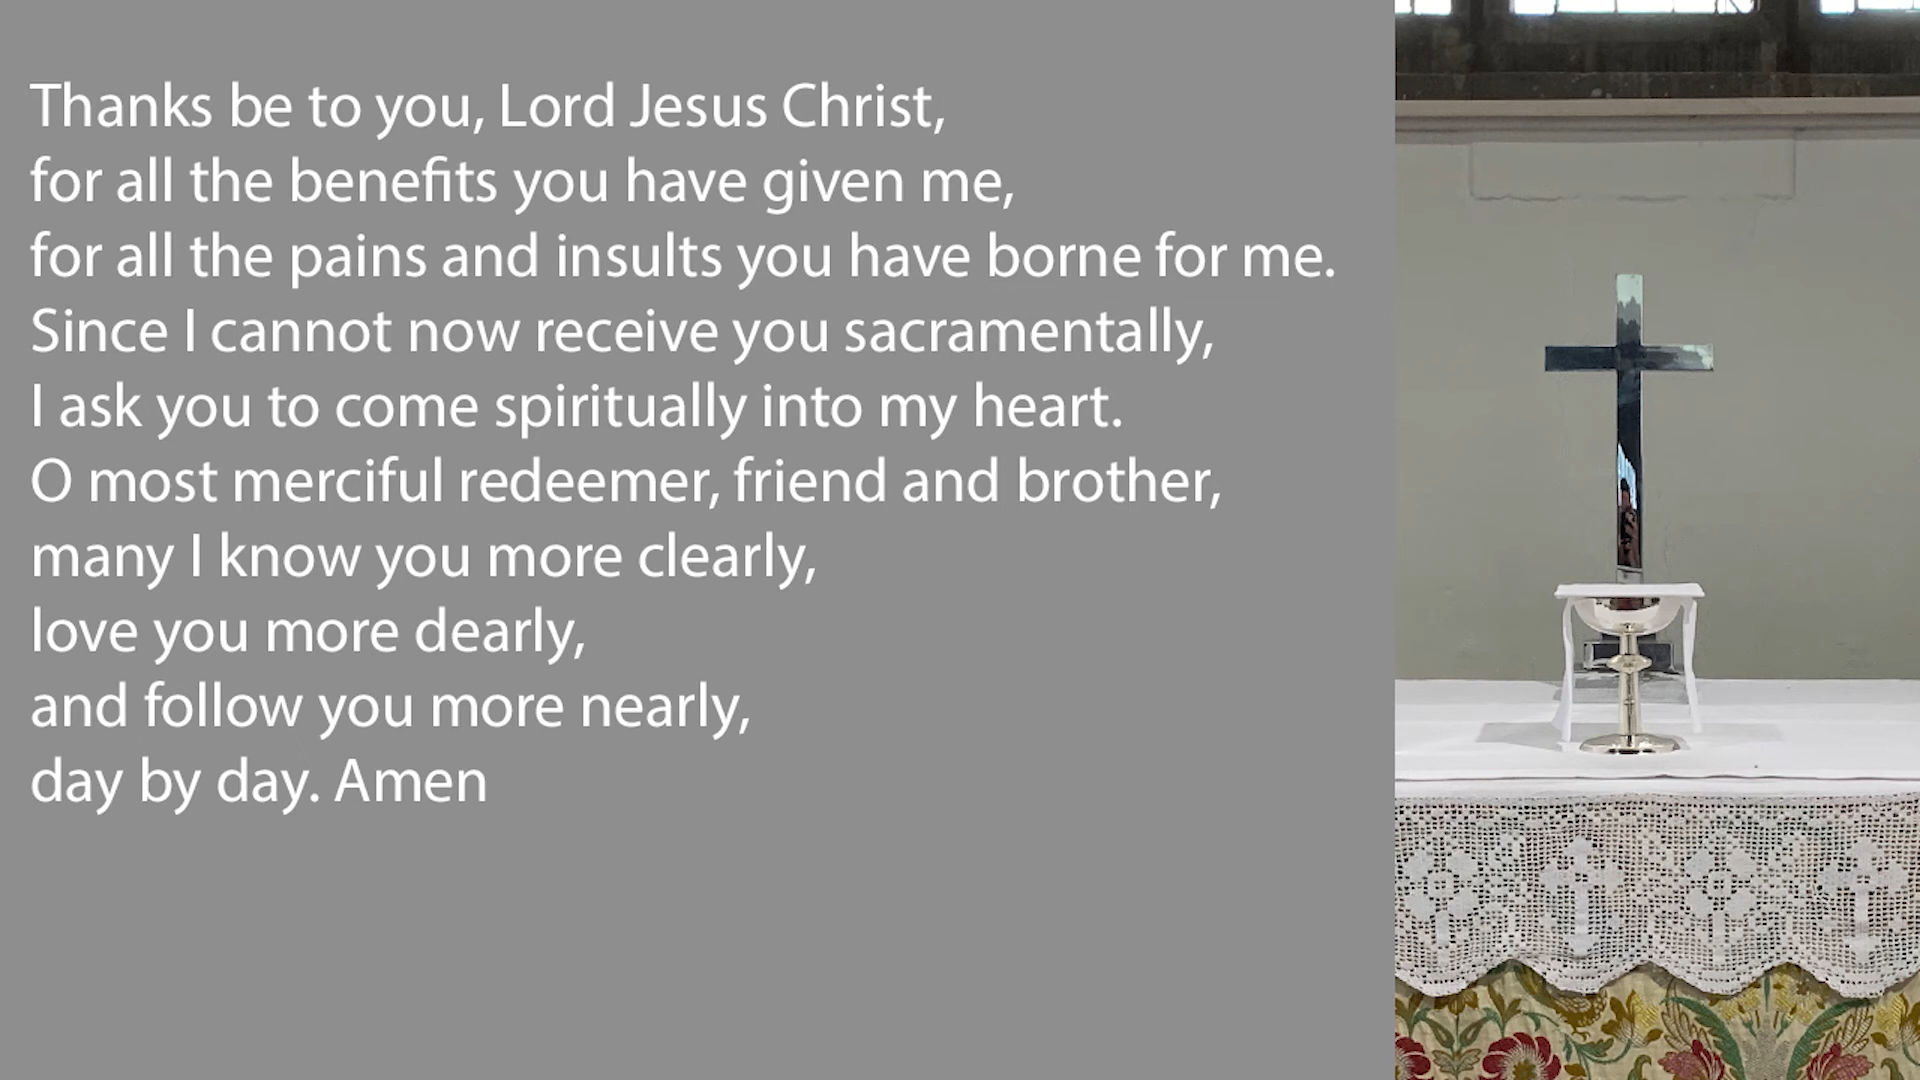 Thanks be to you, Lord Jesus Christ,
for all the benefits you have given me,
for all the pains and insults you have borne for me.
Since I cannot now receive you sacramentally,
I ask you to come spiritually into my heart.
O most merciful redeemer, friend and brother,
many I know you more clearly,
love you more dearly,
and follow you more nearly,
day by day. Amen